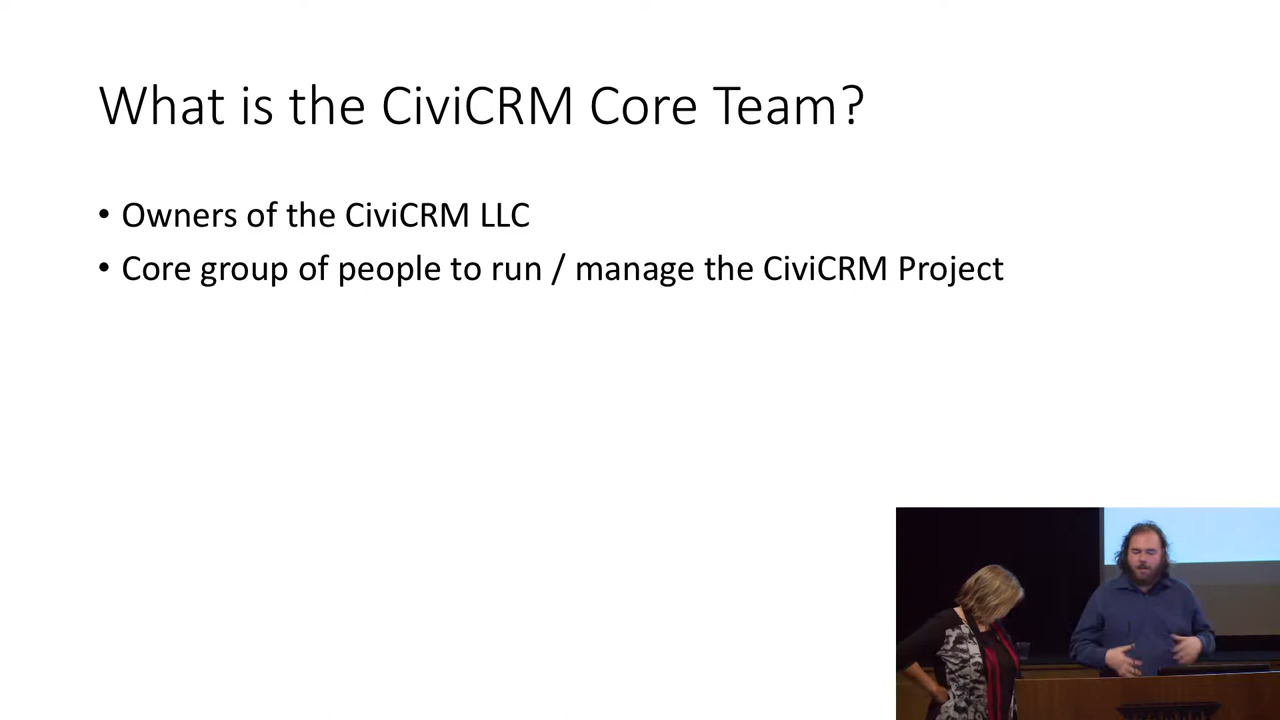 What is the CiviCRM Core Team?
• Owners of the CiviCRM LLC
• Core group of people to run / manage the CiviCRM Project